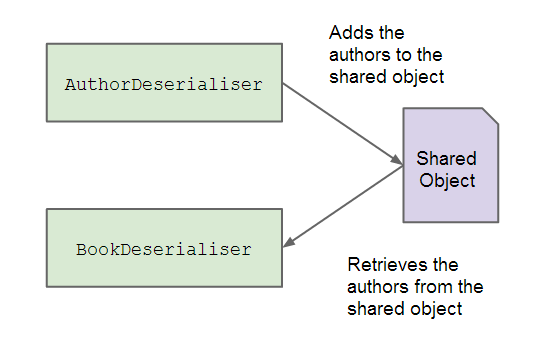 Adds the
authors to the
shared object
AuthorDeserialiser
Shared
Object
BookDeserialiser
Retrieves the
authors from the
shared object